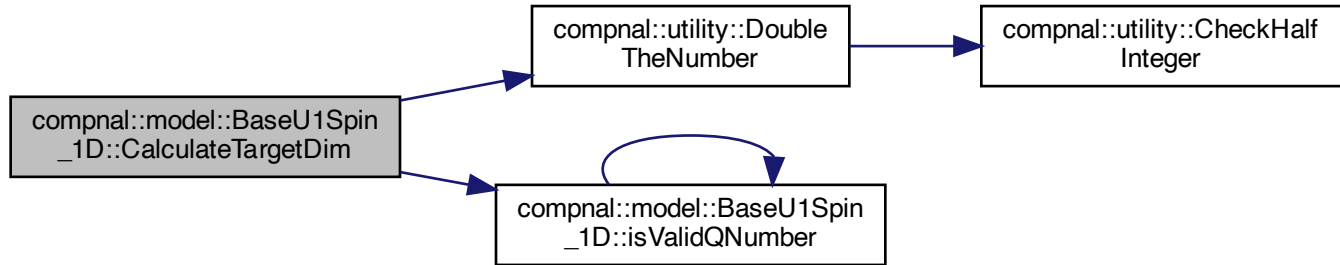 compnal::utility::Double
TheNumber
compnal::utility::CheckHalf
Integer
compnal::model::BaseU1Spin
_1D::CalculateTargetDim
compnal::model::BaseU1Spin
_1D::isValidQNumber